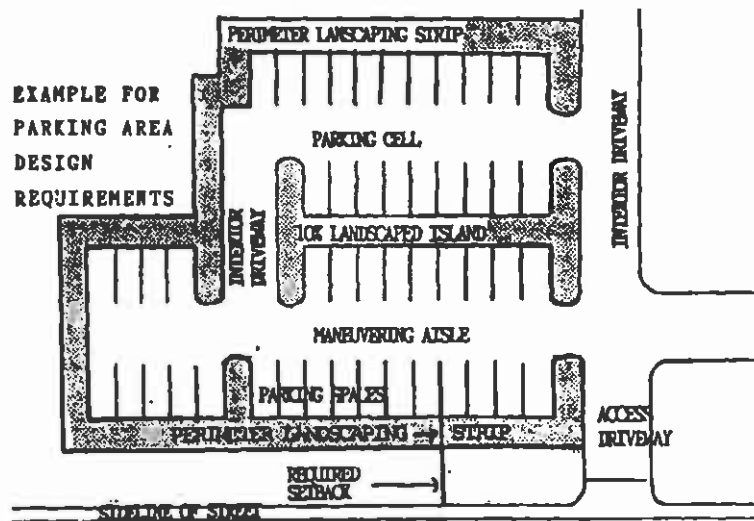 PERIMETER LANSCAPING STRIP
EXAMPLE FOR
PARKING AREA
DESIGN
REQUIREMENTS
PARKING CELL
INTERIOR DRIVEWAY
INTERIOR
DRIVEWAY
10% LANDSCAPED ISLAND
MANEUVERING AISLE
PARKING SPALES
PERIMETER LANDSCAPING → STRIP
ACCESS
DRIVEWAY
REQUIRED
SETBACK
SIDELINE OF STREET